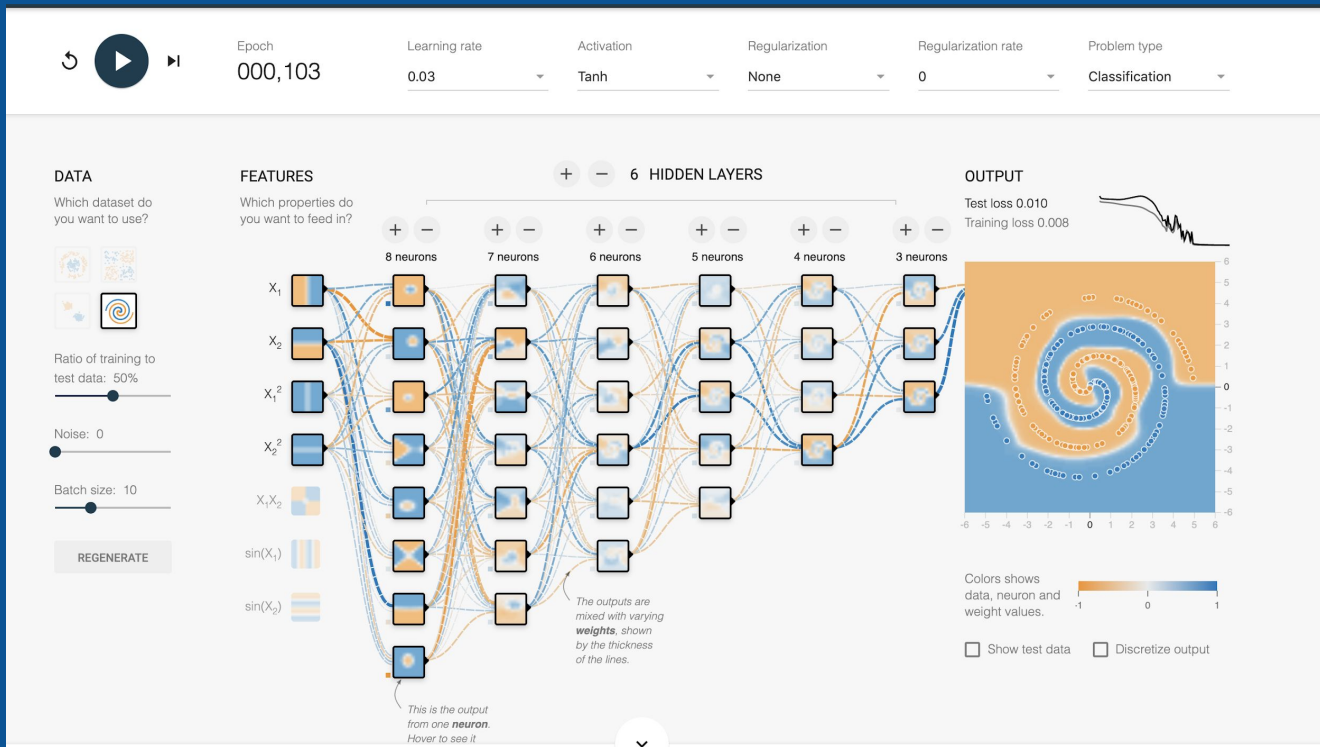 Epoch
000,103
Learning rate
0.03
Activation
Tanh
Regularization
None
Regularization rate
0
Problem type
Classification
DATA
Which dataset do
you want to use?
Ratio of training to
test data: 50%
Noise: 0
Batch size: 10
REGENERATE
FEATURES
Which properties do
you want to feed in?
X₁
X₂
X₁²
X₂²
X₁X₂
sin(X₁)
sin(X₂)
+ − 6 HIDDEN LAYERS
+ − + − + − + − + − + −
8 neurons 7 neurons 6 neurons 5 neurons 4 neurons 3 neurons
This is the output
from one neuron.
Hover to see it
The outputs are
mixed with varying
weights, shown
by the thickness
of the lines.
OUTPUT
Test loss 0.010
Training loss 0.008
6
5
4
3
2
1
0
-1
-2
-3
-4
-5
-6
-6 -5 -4 -3 -2 -1 0 1 2 3 4 5 6
Colors shows
data, neuron and
weight values.
-1 0 1
Show test data
Discretize output